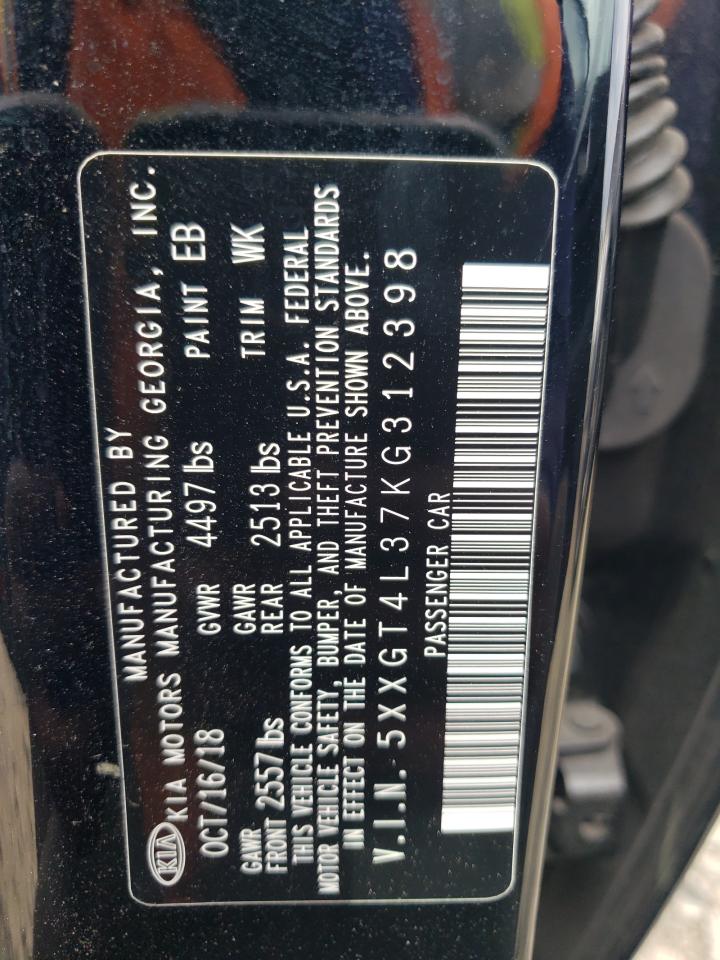 MANUFACTURED BY
KIA KIA MOTORS MANUFACTURING GEORGIA, INC.
OCT/16/18 GVWR 4497 lbs PAINT EB
GAWR FRONT 2557 lbs GAWR REAR 2513 lbs TRIM WK
THIS VEHICLE CONFORMS TO ALL APPLICABLE U.S.A. FEDERAL
MOTOR VEHICLE SAFETY, BUMPER, AND THEFT PREVENTION STANDARDS
IN EFFECT ON THE DATE OF MANUFACTURE SHOWN ABOVE.
V.I.N. 5XXGT4L37KG312398
PASSENGER CAR